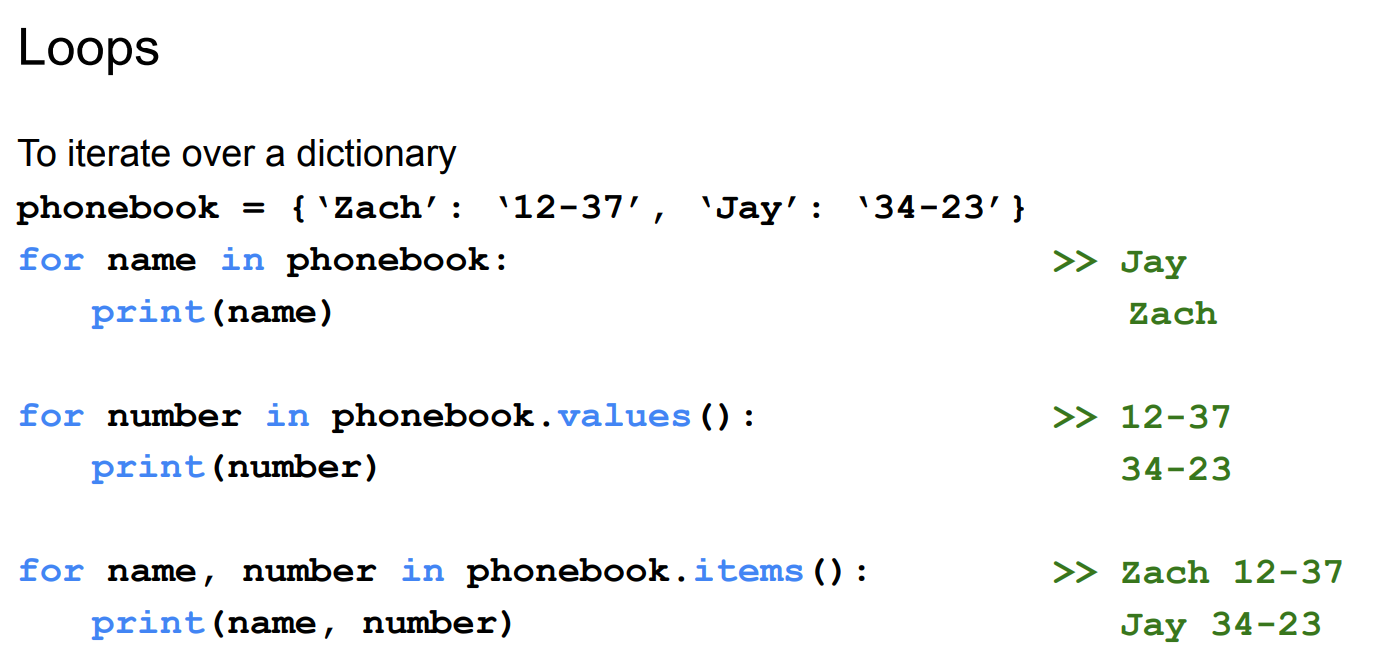 Loops
To iterate over a dictionary
phonebook = {‘Zach’: ‘12-37’, ‘Jay’: ‘34-23’}
for name in phonebook: >> Jay
print(name) Zach
for number in phonebook.values(): >> 12-37
print(number) 34-23
for name, number in phonebook.items(): >> Zach 12-37
print(name, number) Jay 34-23